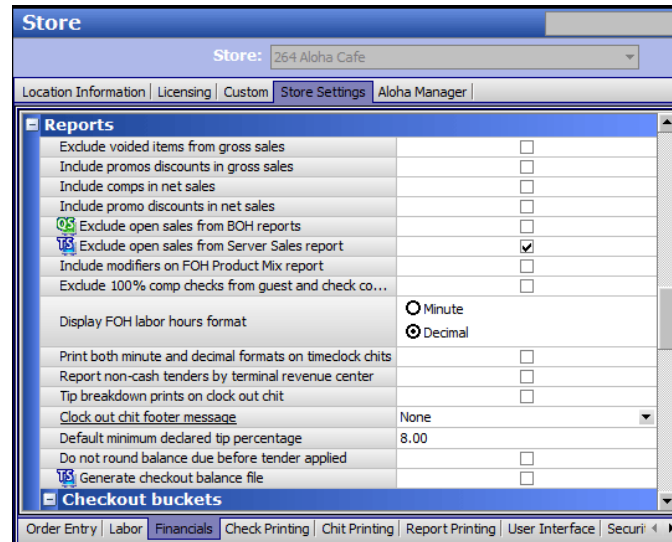 Store
Store: 264 Aloha Cafe
Location Information Licensing Custom Store Settings Aloha Manager
Reports
Exclude voided items from gross sales
Include promos discounts in gross sales
Include comps in net sales
Include promo discounts in net sales
QS Exclude open sales from BOH reports
TS Exclude open sales from Server Sales report
Include modifiers on FOH Product Mix report
Exclude 100% comp checks from guest and check co...
Display FOH labor hours format
Minute
Decimal
Print both minute and decimal formats on timeclock chits
Report non-cash tenders by terminal revenue center
Tip breakdown prints on clock out chit
Clock out chit footer message None
Default minimum declared tip percentage 8.00
Do not round balance due before tender applied
TS Generate checkout balance file
Checkout buckets
Order Entry Labor Financials Check Printing Chit Printing Report Printing User Interface Securit